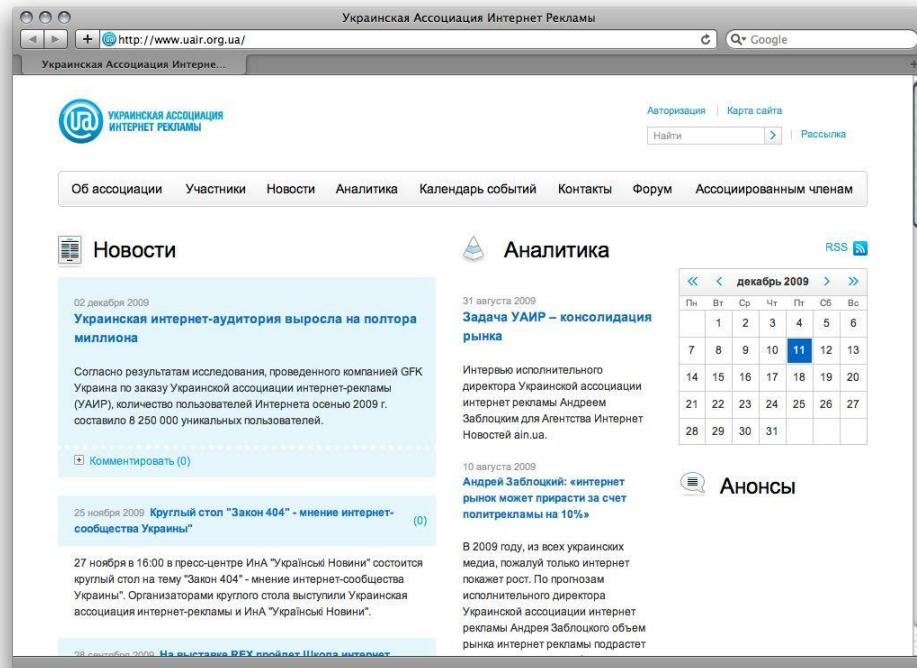 Украинская Ассоциация Интернет Рекламы
http://www.uair.org.ua/
Google
Украинская Ассоциация Интерне...
УКРАИНСКАЯ АССОЦИАЦИЯ
ИНТЕРНЕТ РЕКЛАМЫ
Авторизация | Карта сайта
Найти > | Рассылка
Об ассоциации Участники Новости Аналитика Календарь событий Контакты Форум Ассоциированным членам
Новости
02 декабря 2009
Украинская интернет-аудитория выросла на полтора
миллиона
Согласно результатам исследования, проведенного компанией GFK
Украина по заказу Украинской ассоциации интернет-рекламы
(УАИР), количество пользователей Интернета осенью 2009 г.
составило 8 250 000 уникальных пользователей.
Комментировать (0)
25 ноября 2009 Круглый стол "Закон 404" - мнение интернет-
сообщества Украины"
(0)
27 ноября в 16:00 в пресс-центре ИнА "Українські Новини" состоится
круглый стол на тему "Закон 404" - мнение интернет-сообщества
Украины". Организаторами круглого стола выступили Украинская
ассоциация интернет-рекламы и ИнА "Українські Новини".
28 сентября 2009 На выставке REX пройдет Школа интернет
Аналитика
31 августа 2009
Задача УАИР – консолидация
рынка
Интервью исполнительного
директора Украинской ассоциации
интернет рекламы Андреем
Заблоцким для Агентства Интернет
Новостей ain.ua.
10 августа 2009
Андрей Заблоцкий: «интернет
рынок может прирасти за счет
политрекламы на 10%»
В 2009 году, из всех украинских
медиа, пожалуй только интернет
покажет рост. По прогнозам
исполнительного директора
Украинской ассоциации интернет
рекламы Андрея Заблоцкого объем
рынка интернет рекламы подрастет
RSS
« < декабрь 2009 > »
Пн Вт Ср Чт Пт Сб Вс
1 2 3 4 5 6
7 8 9 10 11 12 13
14 15 16 17 18 19 20
21 22 23 24 25 26 27
28 29 30 31
Анонсы